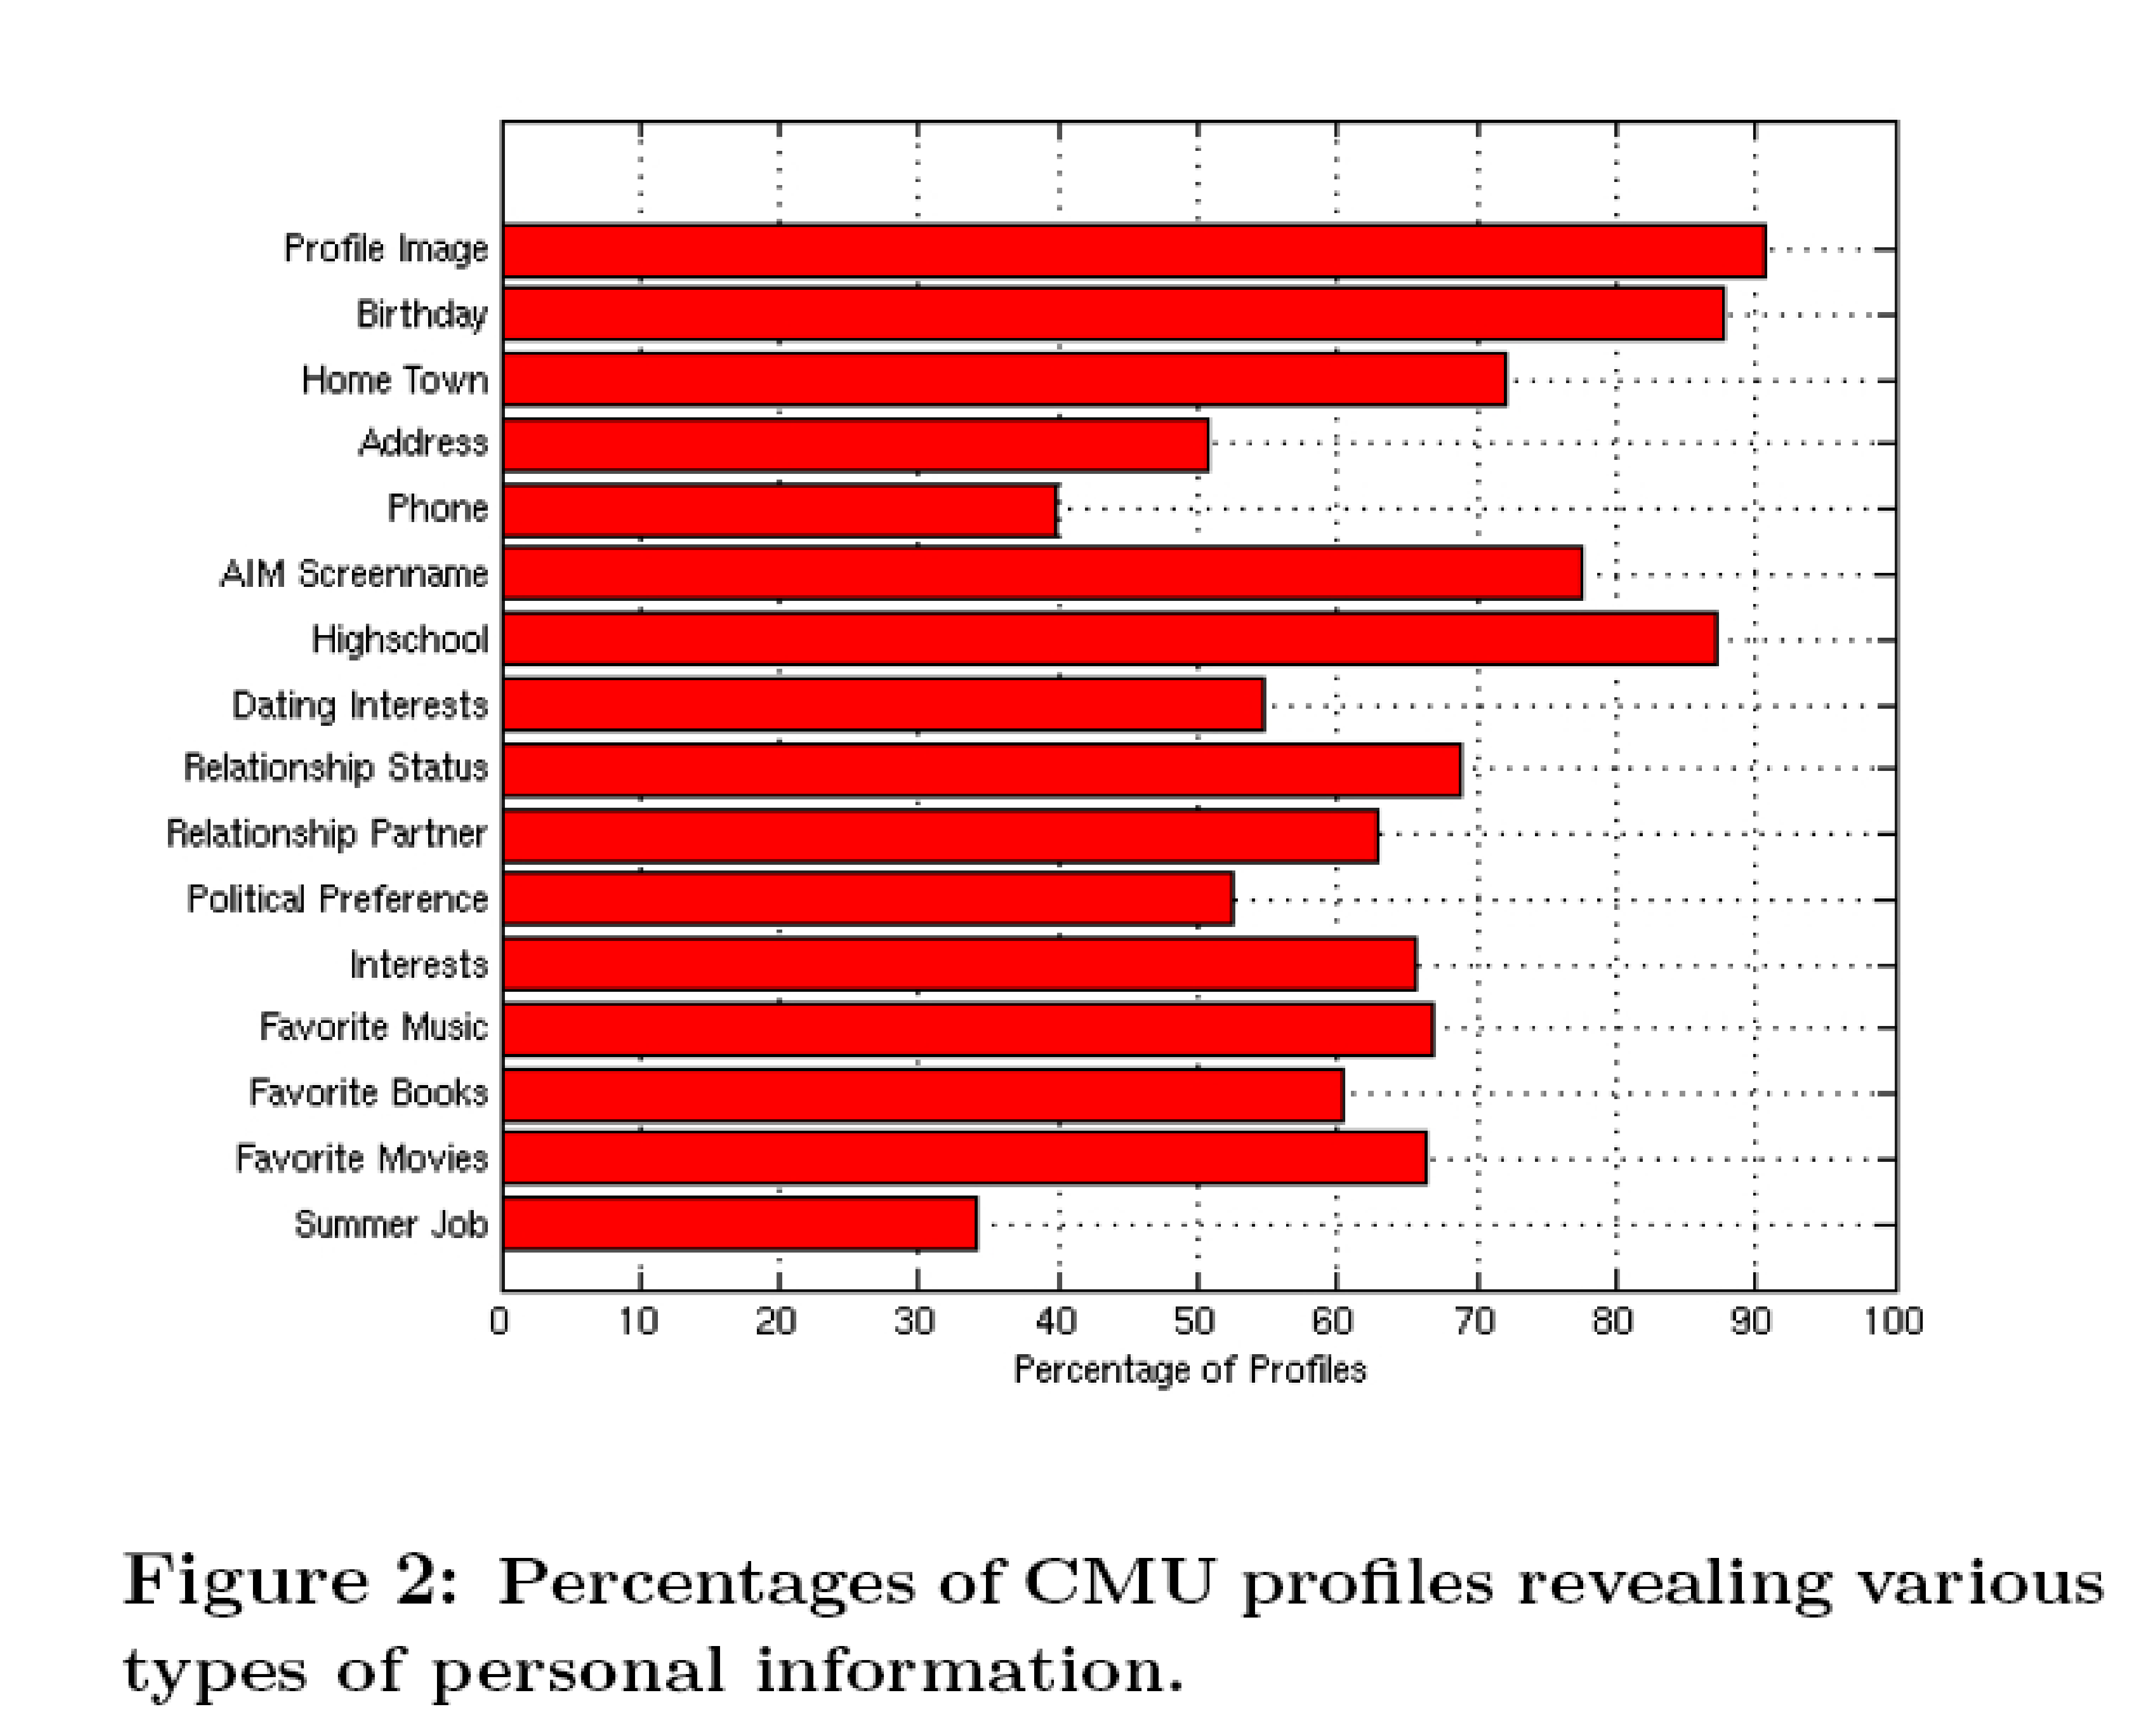 Profile Image
Birthday
Home Town
Address
Phone
AIM Screenname
Highschool
Dating Interests
Relationship Status
Relationship Partner
Political Preference
Interests
Favorite Music
Favorite Books
Favorite Movies
Summer Job
0 10 20 30 40 50 60 70 80 90 100
Percentage of Profiles
Figure 2: Percentages of CMU profiles revealing various
types of personal information.